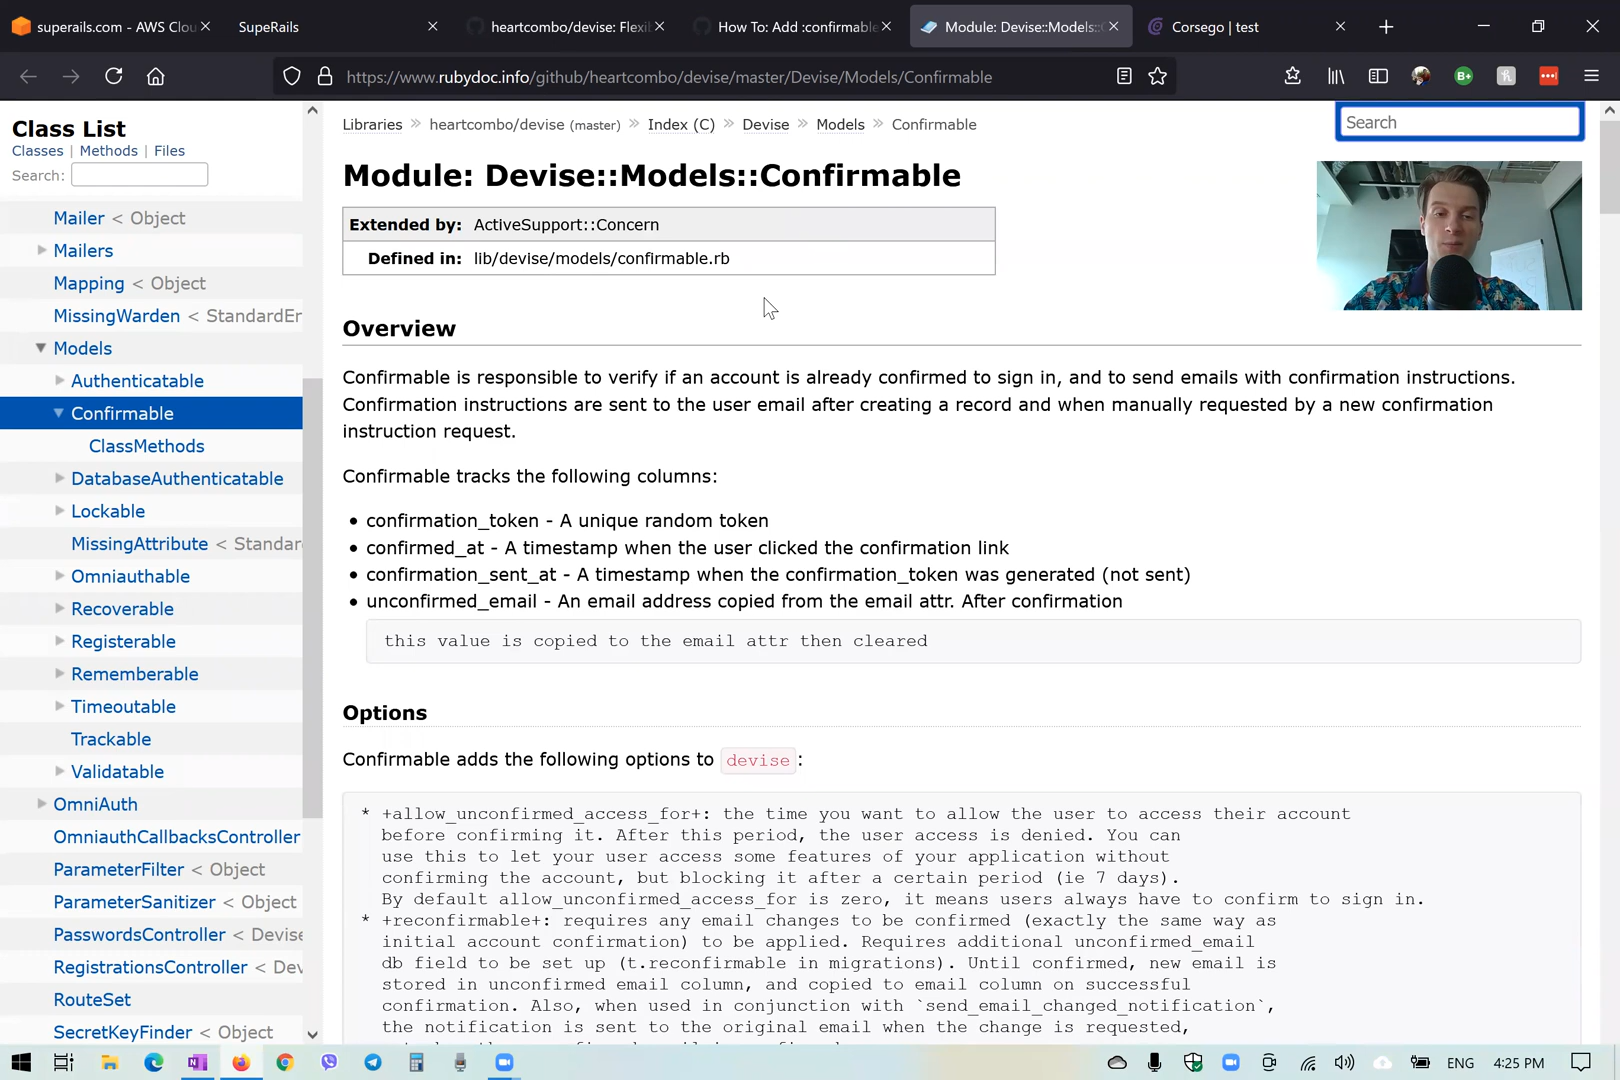 superails.com - AWS Clou
SupeRails
heartcombo/devise: Flexil
How To: Add :confirmable
Module: Devise::Models::C
Corsego | test
https://www.rubydoc.info/github/heartcombo/devise/master/Devise/Models/Confirmable
Class List
Classes | Methods | Files
Search:
Mailer < Object
Mailers
Mapping < Object
MissingWarden < StandardEr
Models
Authenticatable
Confirmable
ClassMethods
DatabaseAuthenticatable
Lockable
MissingAttribute < Standar
Omniauthable
Recoverable
Registerable
Rememberable
Timeoutable
Trackable
Validatable
OmniAuth
OmniauthCallbacksController
ParameterFilter < Object
ParameterSanitizer < Object
PasswordsController < Devise
RegistrationsController < Dev
RouteSet
SecretKeyFinder < Object
Libraries » heartcombo/devise (master) » Index (C) » Devise » Models » Confirmable
Search
Module: Devise::Models::Confirmable
Extended by: ActiveSupport::Concern
Defined in: lib/devise/models/confirmable.rb
Overview
Confirmable is responsible to verify if an account is already confirmed to sign in, and to send emails with confirmation instructions.
Confirmation instructions are sent to the user email after creating a record and when manually requested by a new confirmation
instruction request.
Confirmable tracks the following columns:
• confirmation_token - A unique random token
• confirmed_at - A timestamp when the user clicked the confirmation link
• confirmation_sent_at - A timestamp when the confirmation_token was generated (not sent)
• unconfirmed_email - An email address copied from the email attr. After confirmation
this value is copied to the email attr then cleared
Options
Confirmable adds the following options to devise:
* +allow_unconfirmed_access_for+: the time you want to allow the user to access their account
before confirming it. After this period, the user access is denied. You can
use this to let your user access some features of your application without
confirming the account, but blocking it after a certain period (ie 7 days).
By default allow_unconfirmed_access_for is zero, it means users always have to confirm to sign in.
* +reconfirmable+: requires any email changes to be confirmed (exactly the same way as
initial account confirmation) to be applied. Requires additional unconfirmed_email
db field to be set up (t.reconfirmable in migrations). Until confirmed, new email is
stored in unconfirmed email column, and copied to email column on successful
confirmation. Also, when used in conjunction with `send_email_changed_notification`,
the notification is sent to the original email when the change is requested,
ENG 4:25 PM